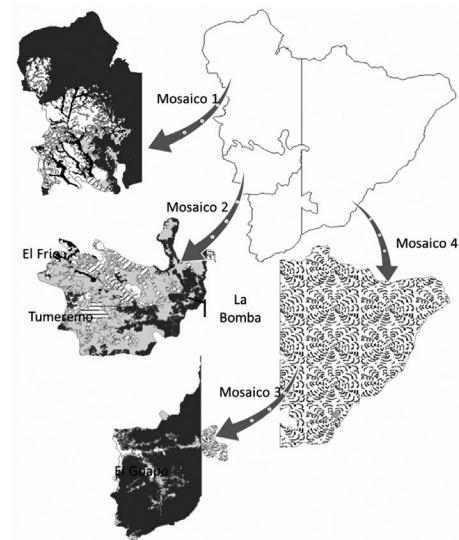 Mosaico 1
Mosaico 2
Mosaico 4
El Frio
Tumeremo
La
Bomba
Mosaico 3
El Guapo